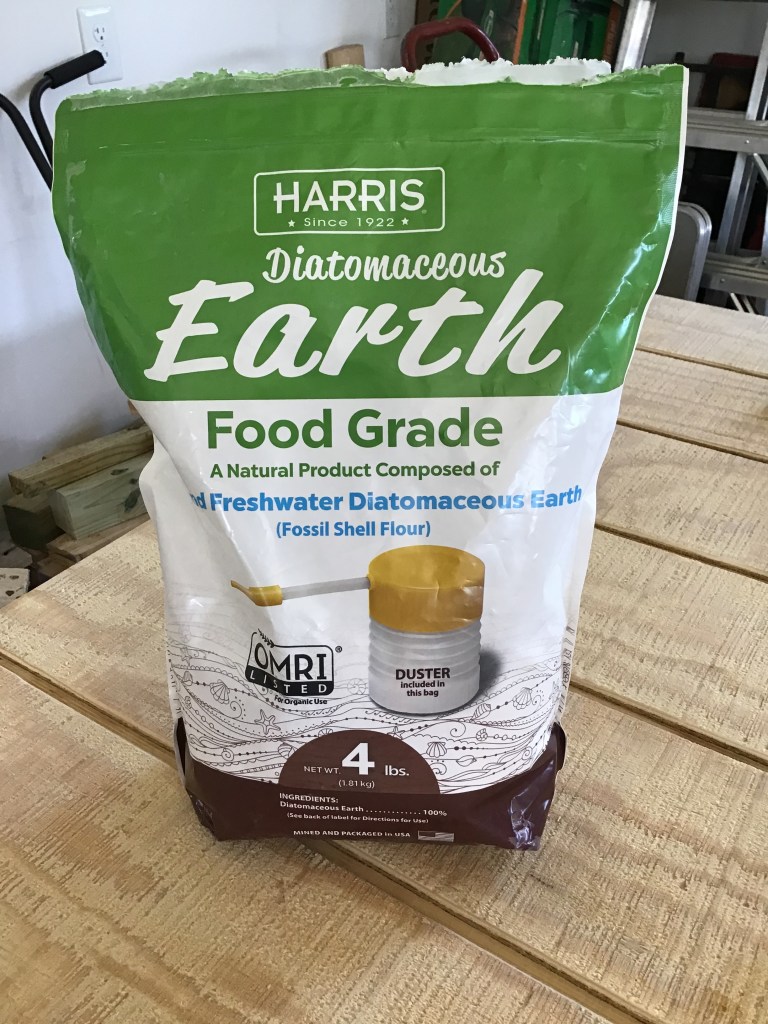 HARRIS
★ Since 1922 ★
Diatomaceous
Earth
Food Grade
A Natural Product Composed of
Freshwater Diatomaceous Earth
(Fossil Shell Flour)
OMRI®
LISTED
For Organic Use
DUSTER
included in
this bag
NET WT. 4 lbs.
(1.81 kg)
INGREDIENTS:
Diatomaceous Earth . . . . . . . . . . . . . 100%
(See back of label for Directions for Use)
MINED AND PACKAGED in USA